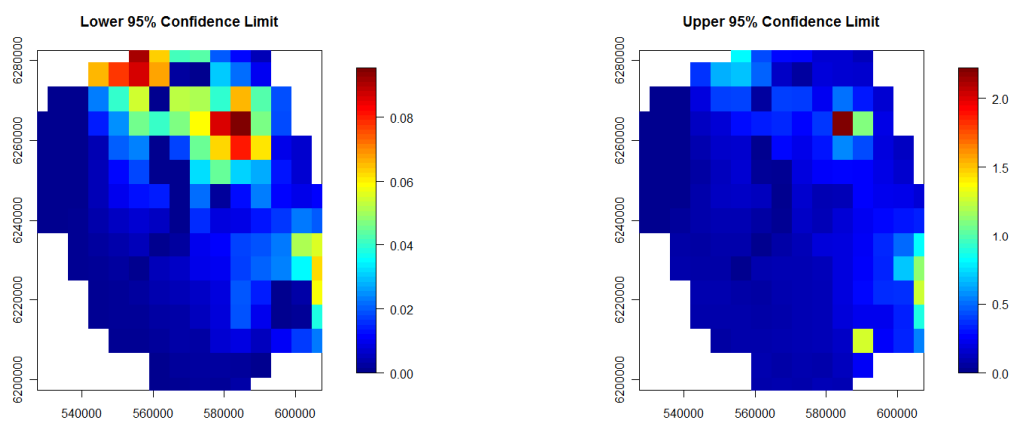 Lower 95% Confidence Limit
6200000 6220000 6240000 6260000 6280000
540000 560000 580000 600000
0.00 0.02 0.04 0.06 0.08
Upper 95% Confidence Limit
6200000 6220000 6240000 6260000 6280000
540000 560000 580000 600000
0.0 0.5 1.0 1.5 2.0